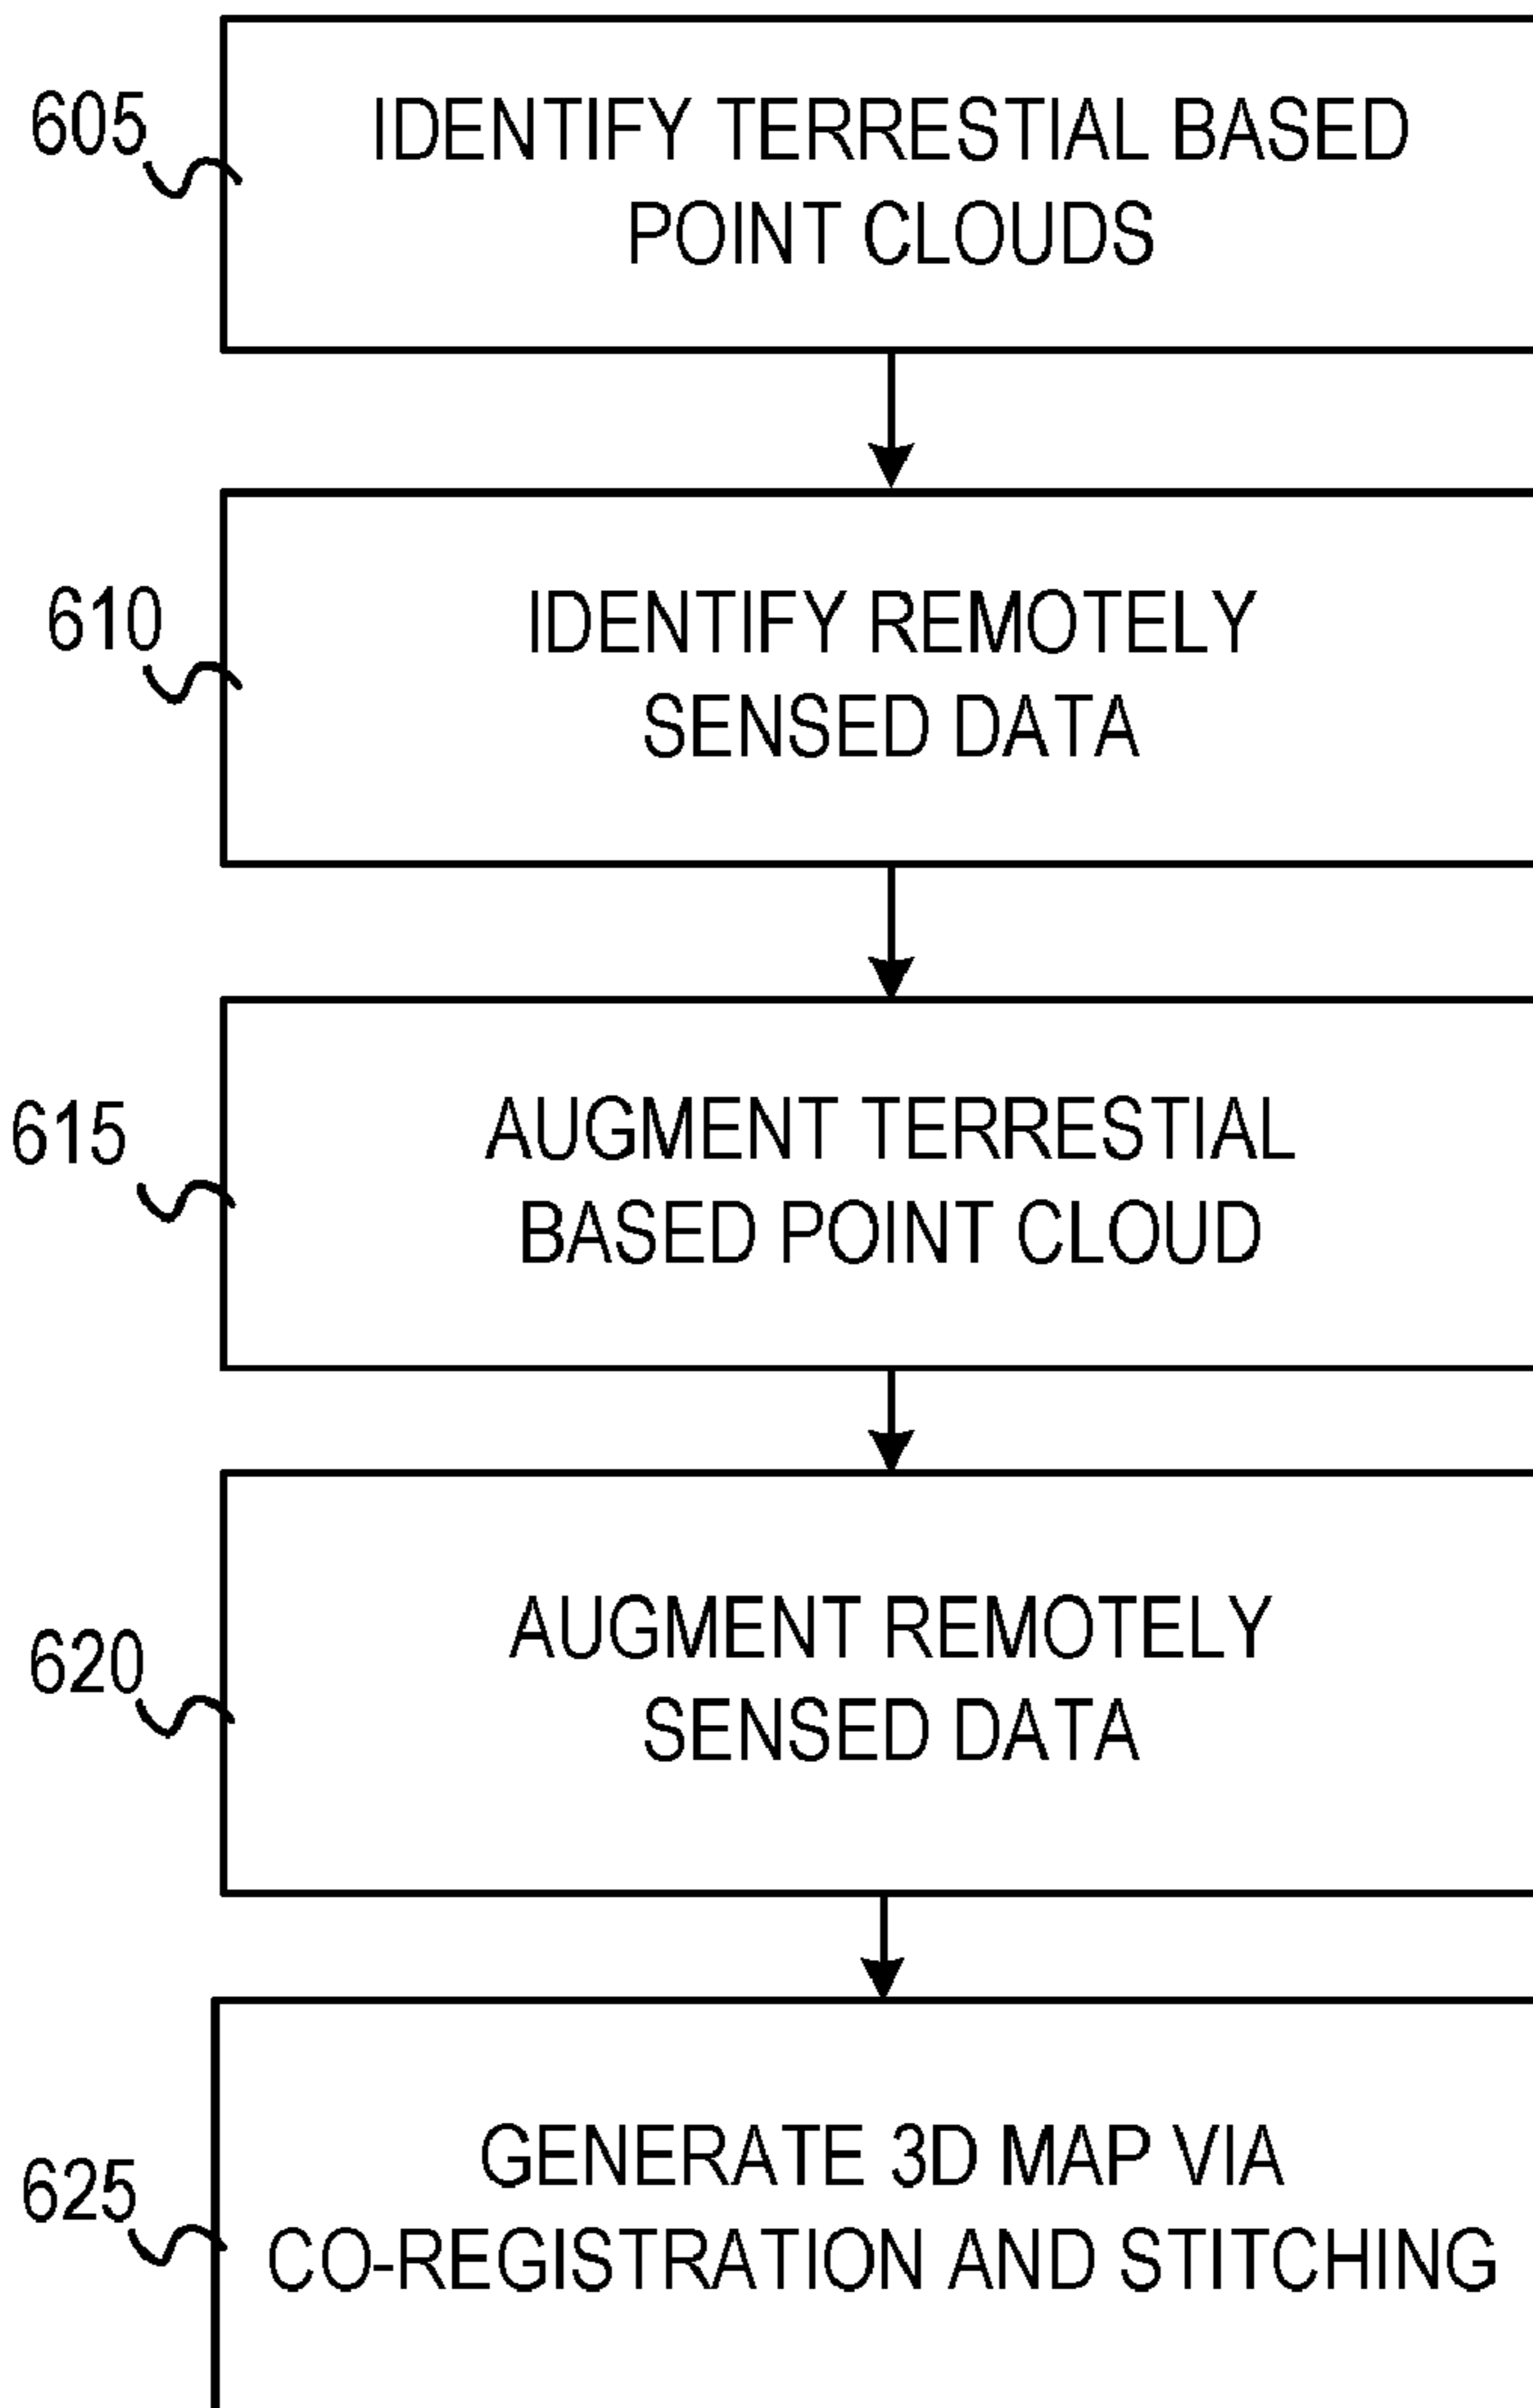 605
IDENTIFY TERRESTIAL BASED
POINT CLOUDS
610
IDENTIFY REMOTELY
SENSED DATA
615
AUGMENT TERRESTIAL
BASED POINT CLOUD
620
AUGMENT REMOTELY
SENSED DATA
625
GENERATE 3D MAP VIA
CO-REGISTRATION AND STITCHING